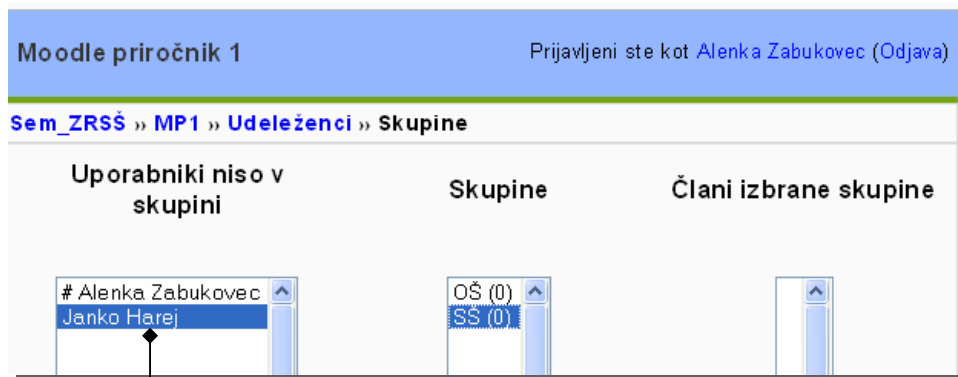 Moodle priročnik 1
Prijavljeni ste kot Alenka Zabukovec (Odjava)
Sem_ZRSŠ » MP1 » Udeleženci » Skupine
Uporabniki niso v
skupini
Skupine
Člani izbrane skupine
# Alenka Zabukovec
Janko Harej
OŠ (0)
SŠ (0)